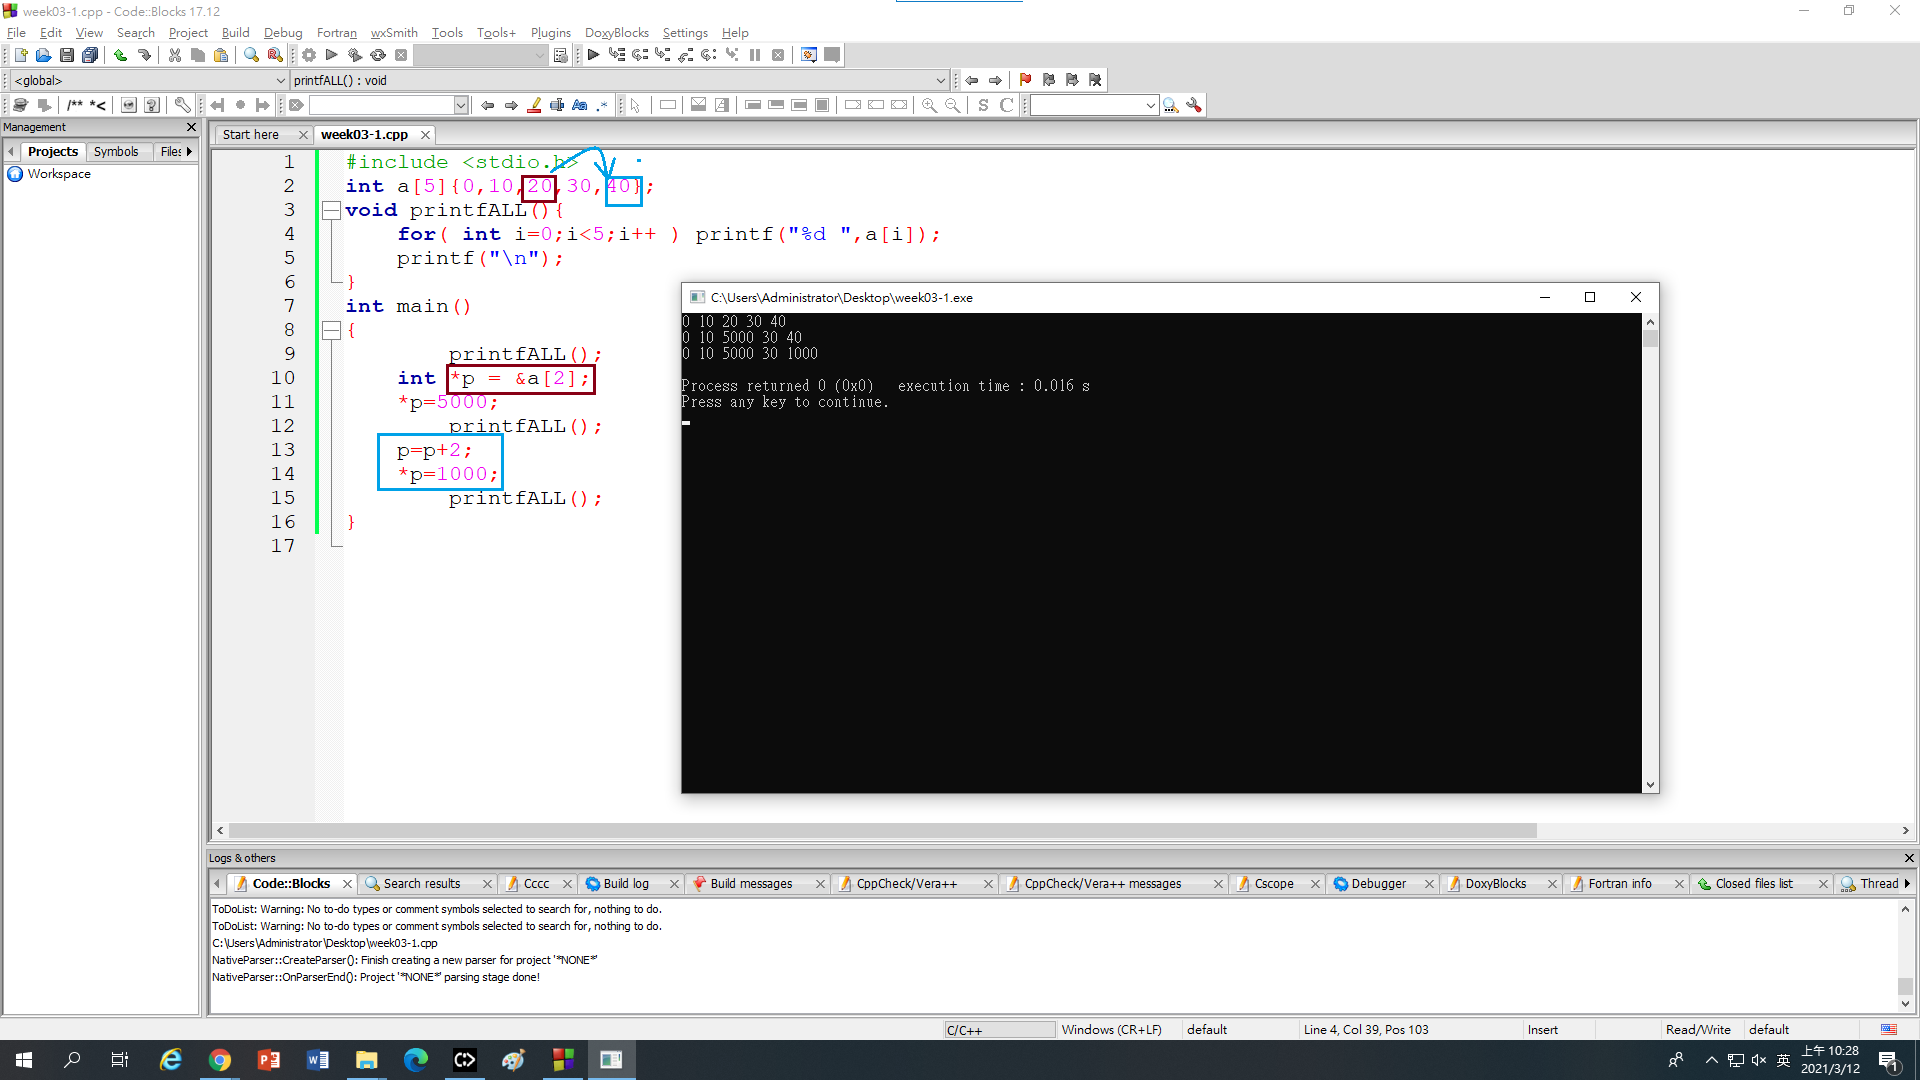 week03-1.cpp - Code::Blocks 17.12
File Edit View Search Project Build Debug Fortran wxSmith Tools Tools+ Plugins DoxyBlocks Settings Help
<global> printfALL() : void
/** *<
Aa .* S C
Management
Start here week03-1.cpp
Projects Symbols Files
Workspace
1 #include <stdio.h>
2 int a[5]{0,10,20,30,40};
3 void printfALL(){
4 for( int i=0;i<5;i++ ) printf("%d ",a[i]);
5 printf("\n");
6 }
7 int main()
8 {
9 printfALL();
10 int *p = &a[2];
11 *p=5000;
12 printfALL();
13 p=p+2;
14 *p=1000;
15 printfALL();
16 }
17
C:\Users\Administrator\Desktop\week03-1.exe
0 10 20 30 40
0 10 5000 30 40
0 10 5000 30 1000
Process returned 0 (0x0) execution time : 0.016 s
Press any key to continue.
Logs & others
Code::Blocks Search results Cccc Build log Build messages CppCheck/Vera++ CppCheck/Vera++ messages Cscope Debugger DoxyBlocks Fortran info Closed files list Thread
ToDoList: Warning: No to-do types or comment symbols selected to search for, nothing to do.
ToDoList: Warning: No to-do types or comment symbols selected to search for, nothing to do.
C:\Users\Administrator\Desktop\week03-1.cpp
NativeParser::CreateParser(): Finish creating a new parser for project '*NONE*'
NativeParser::OnParserEnd(): Project '*NONE*' parsing stage done!
C/C++ Windows (CR+LF) default Line 4, Col 39, Pos 103 Insert Read/Write default
英 上午 10:28
2021/3/12
1